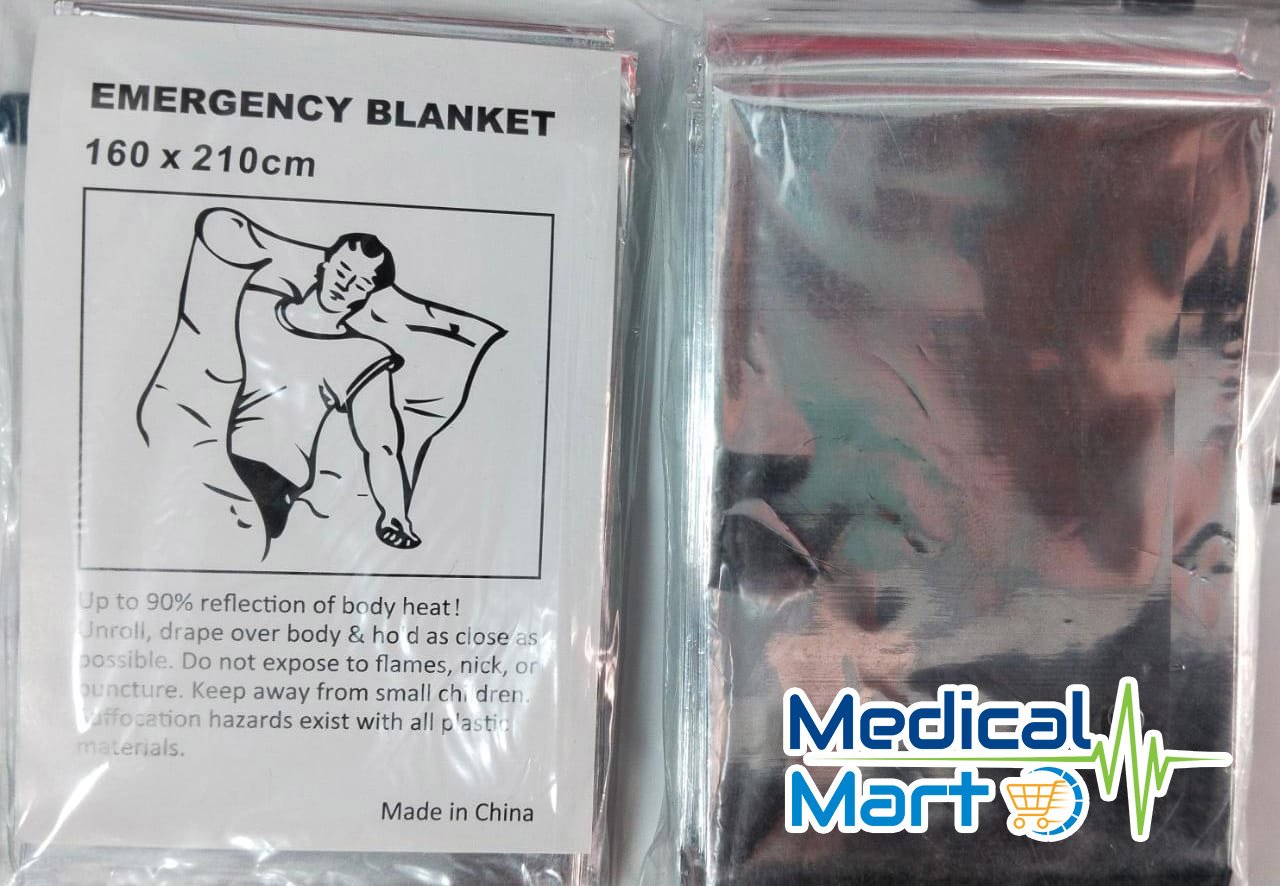 EMERGENCY BLANKET
160 x 210cm
Up to 90% reflection of body heat!
Unroll, drape over body & hold as close as
possible. Do not expose to flames, nick, or
puncture. Keep away from small children.
Suffocation hazards exist with all plastic
materials.
Made in China
Medical
Mart